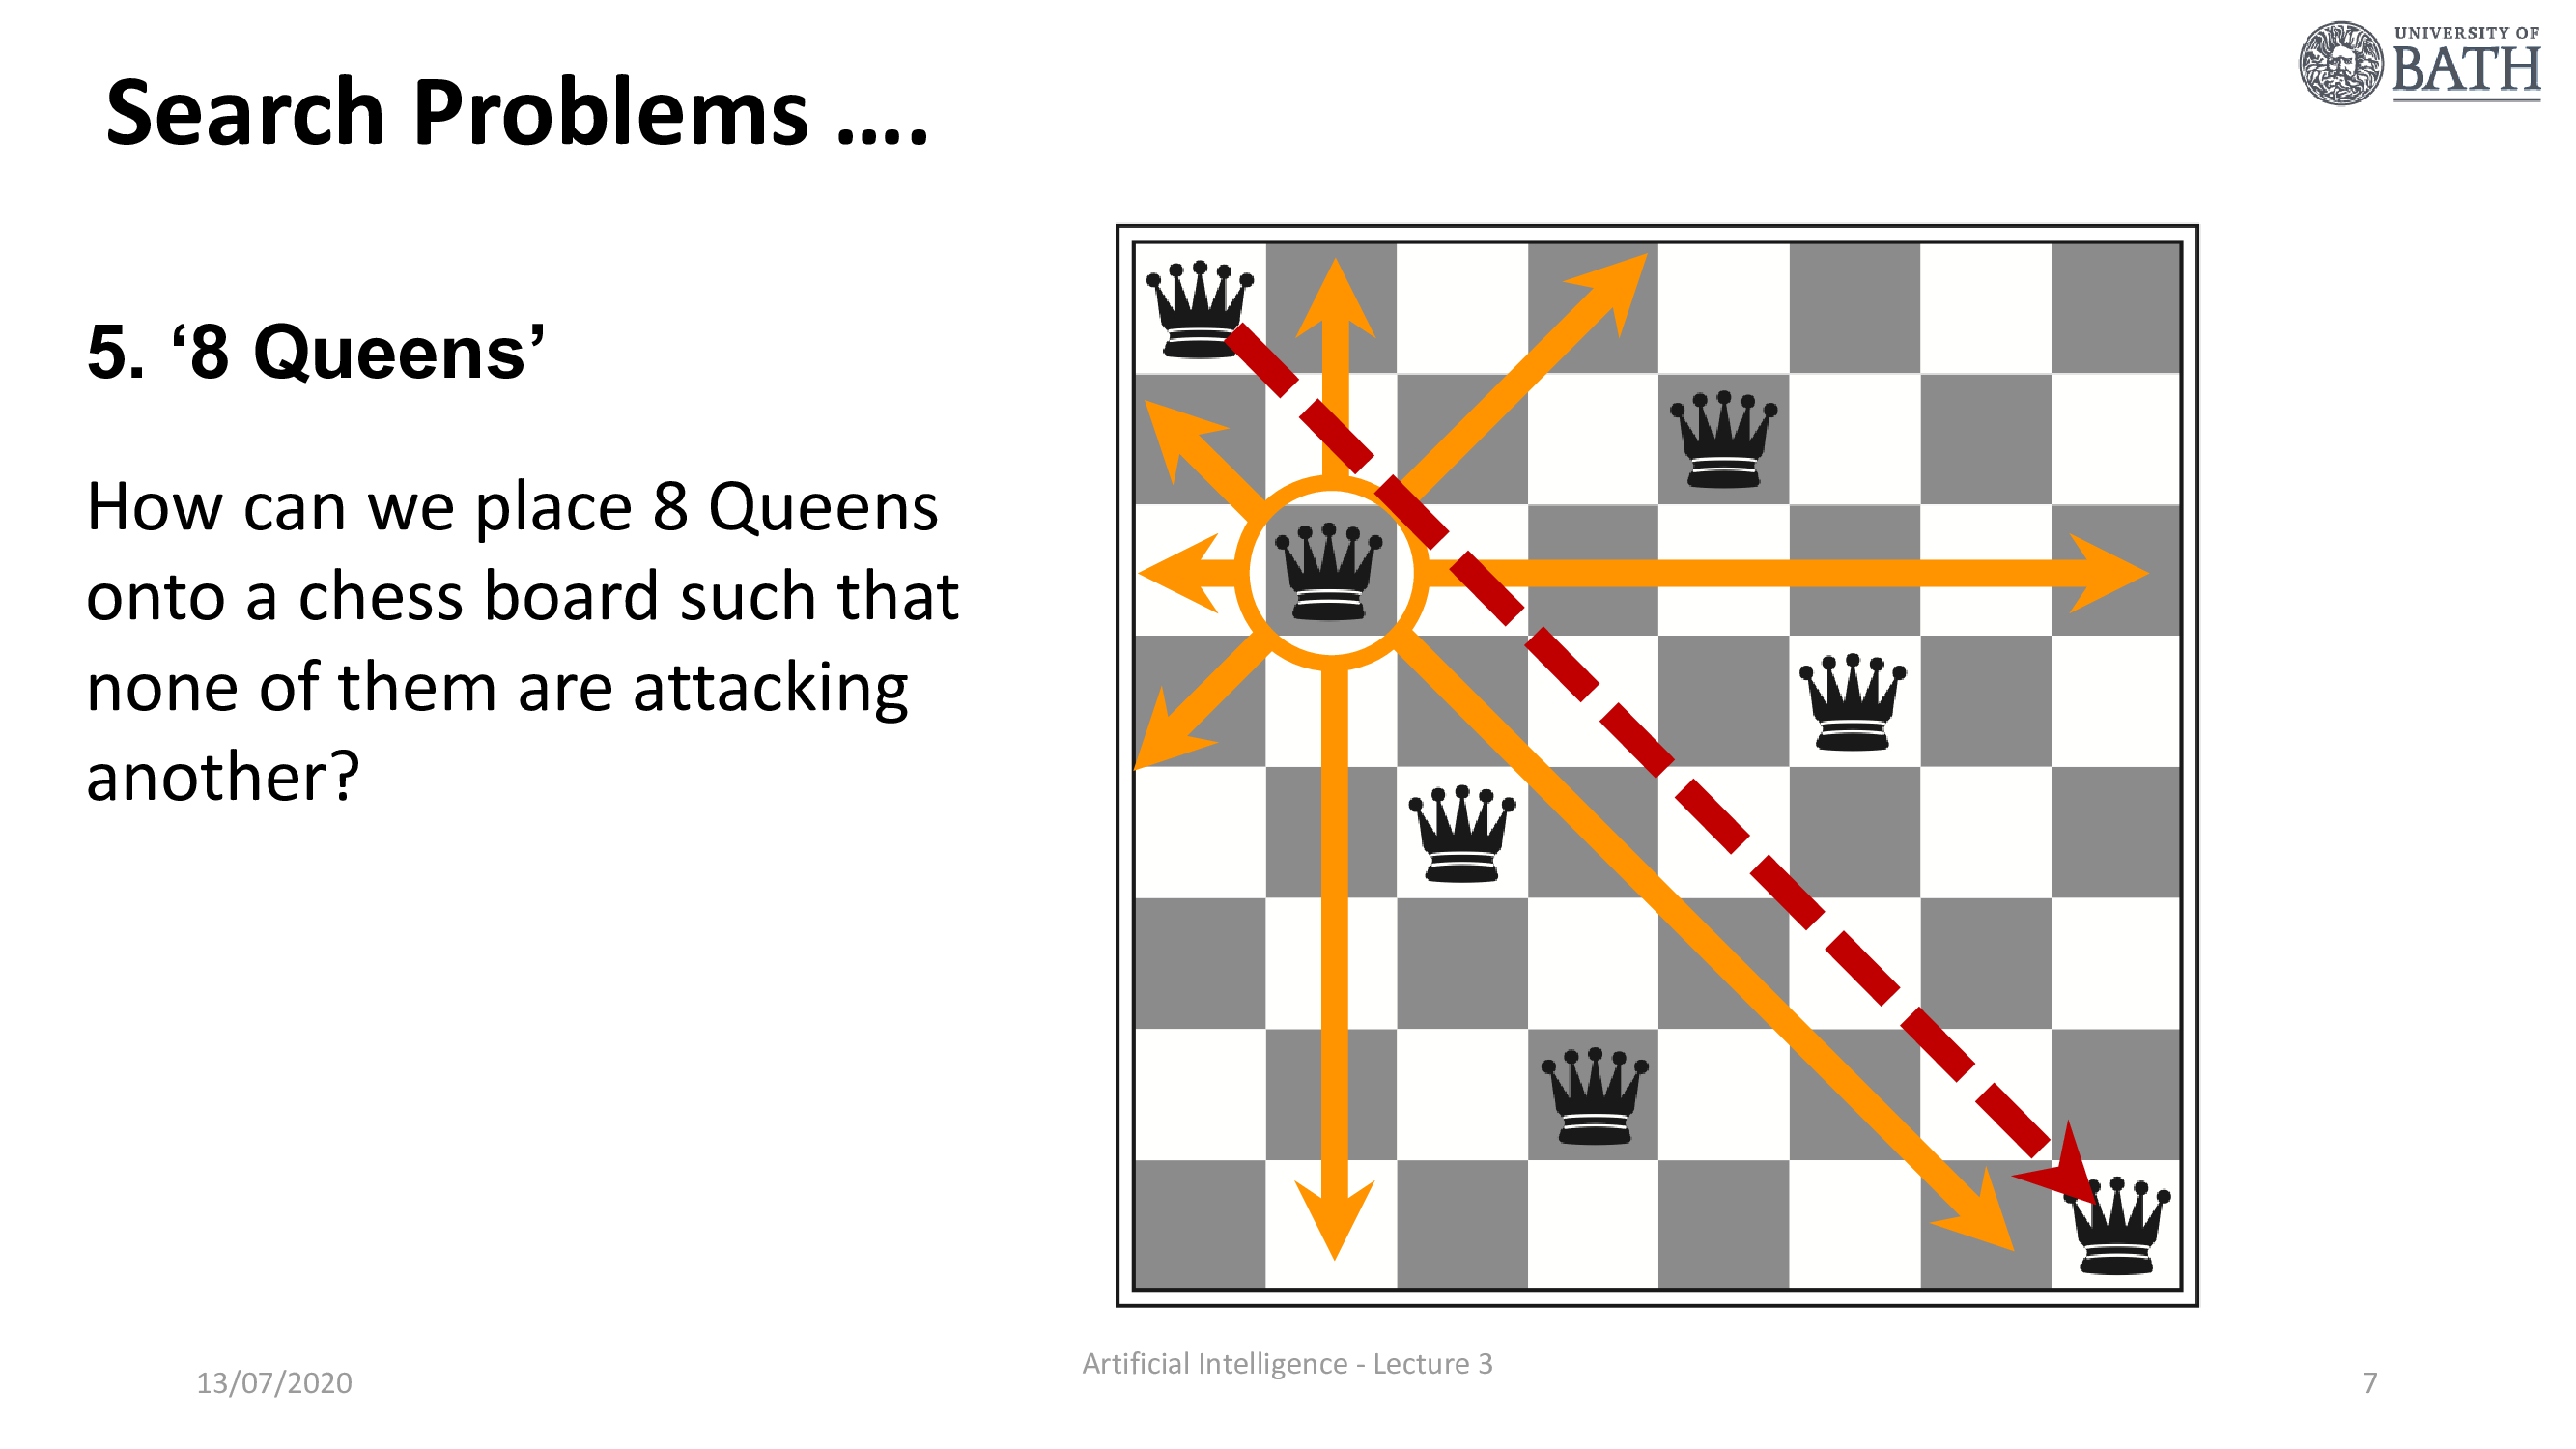 UNIVERSITY OF
BATH
Search Problems ....
5. ‘8 Queens’
How can we place 8 Queens
onto a chess board such that
none of them are attacking
another?
13/07/2020
Artificial Intelligence - Lecture 3
7